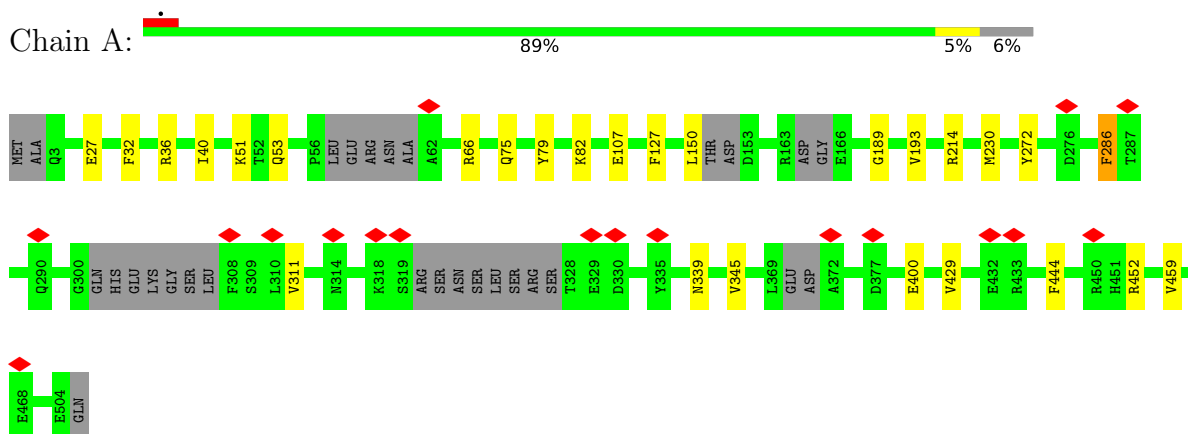 Chain A:
89% 5% 6%
MET ALA Q3 E27 F32 R36 I40 K51 T52 Q53 P56 LEU GLU ARG ASN ALA A62 R66 Q75 Y79 K82 E107 F127 L150 THR ASP D153 R163 ASP GLY E166 G189 V193 R214 M230 Y272 D276 F286 T287
Q290 G300 GLN HIS GLU LYS GLY SER LEU F308 S309 L310 V311 N314 K318 S319 ARG SER ASN SER LEU SER ARG SER T328 E329 D330 Y335 N339 V345 L369 GLU ASP A372 D377 E400 V429 E432 R433 F444 R450 H451 R452 V459
E468 E504 GLN